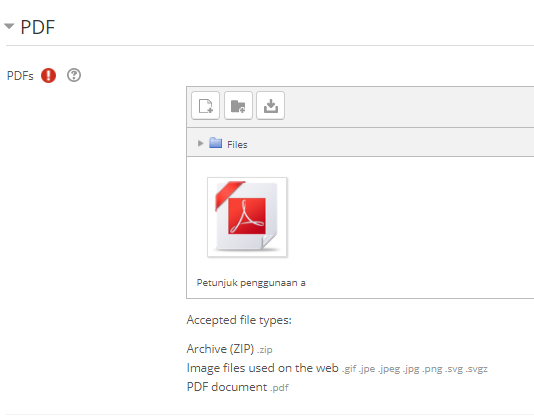 PDF
PDFs
Files
Petunjuk penggunaan a
Accepted file types:
Archive (ZIP) .zip
Image files used on the web .gif .jpe .jpeg .jpg .png .svg .svgz
PDF document .pdf